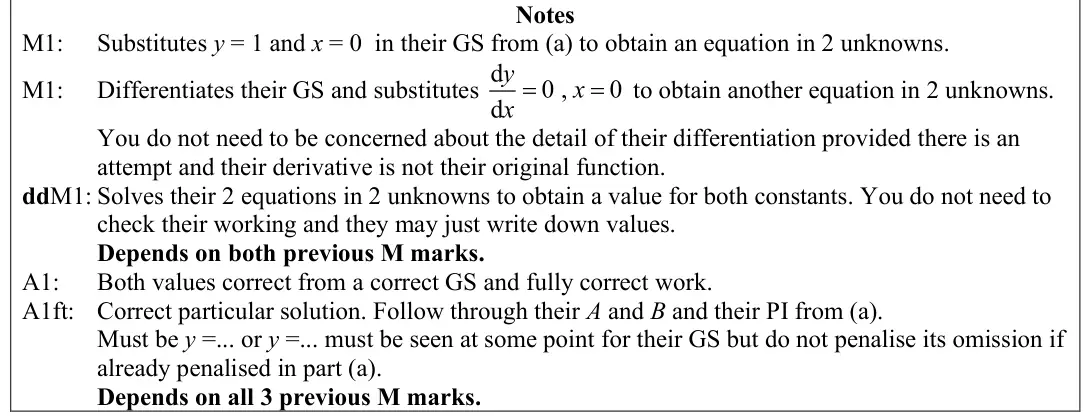 Notes
M1: Substitutes y = 1 and x = 0 in their GS from (a) to obtain an equation in 2 unknowns.
M1: Differentiates their GS and substitutes dy/dx = 0 , x = 0 to obtain another equation in 2 unknowns.
You do not need to be concerned about the detail of their differentiation provided there is an
attempt and their derivative is not their original function.
ddM1: Solves their 2 equations in 2 unknowns to obtain a value for both constants. You do not need to
check their working and they may just write down values.
Depends on both previous M marks.
A1: Both values correct from a correct GS and fully correct work.
A1ft: Correct particular solution. Follow through their A and B and their PI from (a).
Must be y =... or y =... must be seen at some point for their GS but do not penalise its omission if
already penalised in part (a).
Depends on all 3 previous M marks.